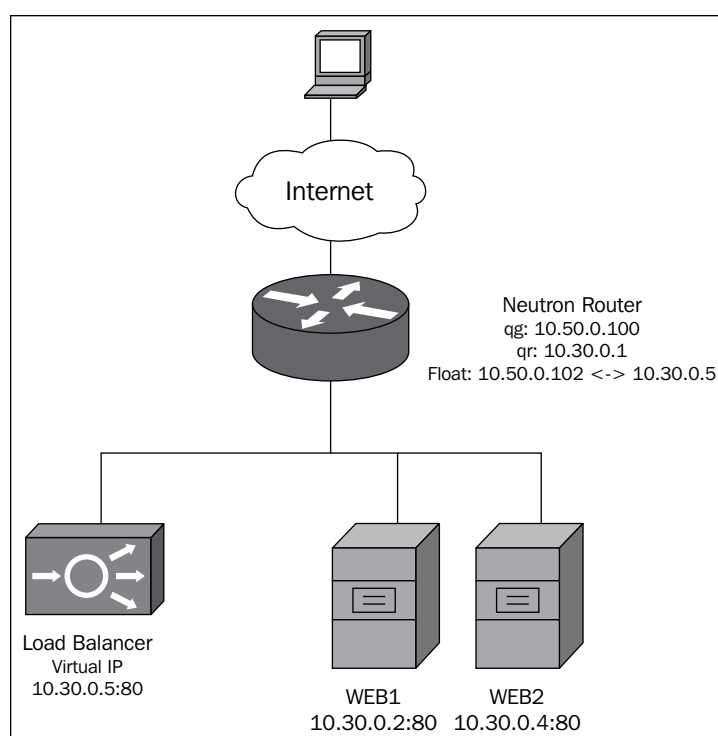 Internet
Neutron Router
qg: 10.50.0.100
qr: 10.30.0.1
Float: 10.50.0.102 <-> 10.30.0.5
Load Balancer
Virtual IP
10.30.0.5:80
WEB1
10.30.0.2:80
WEB2
10.30.0.4:80